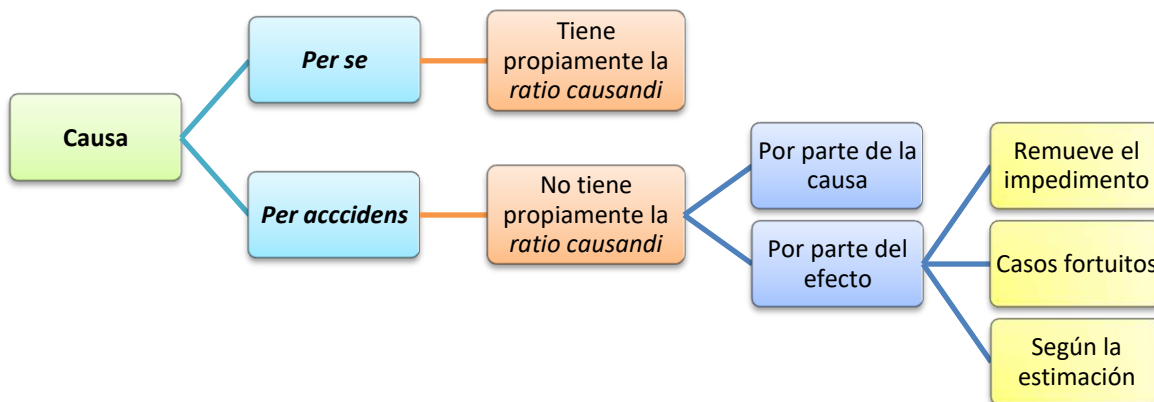 Causa
Per se
Tiene
propiamente la
ratio causandi
Per acccidens
No tiene
propiamente la
ratio causandi
Por parte de la
causa
Por parte del
efecto
Remueve el
impedimento
Casos fortuitos
Según la
estimación